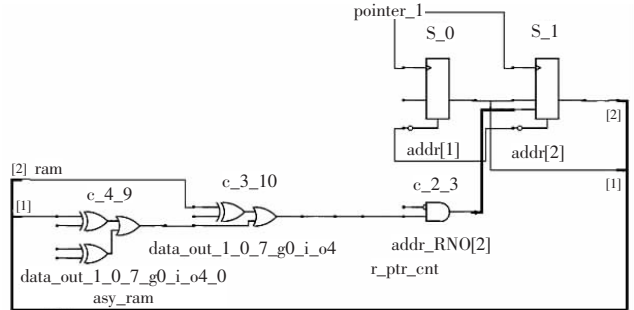 pointer_1
S_0
S_1
[2]
addr[1]
addr[2]
[2] ram
[1]
c_4_9
c_3_10
c_2_3
[1]
data_out_1_0_7_g0_i_o4
addr_RNO[2]
data_out_1_0_7_g0_i_o4_0
r_ptr_cnt
asy_ram